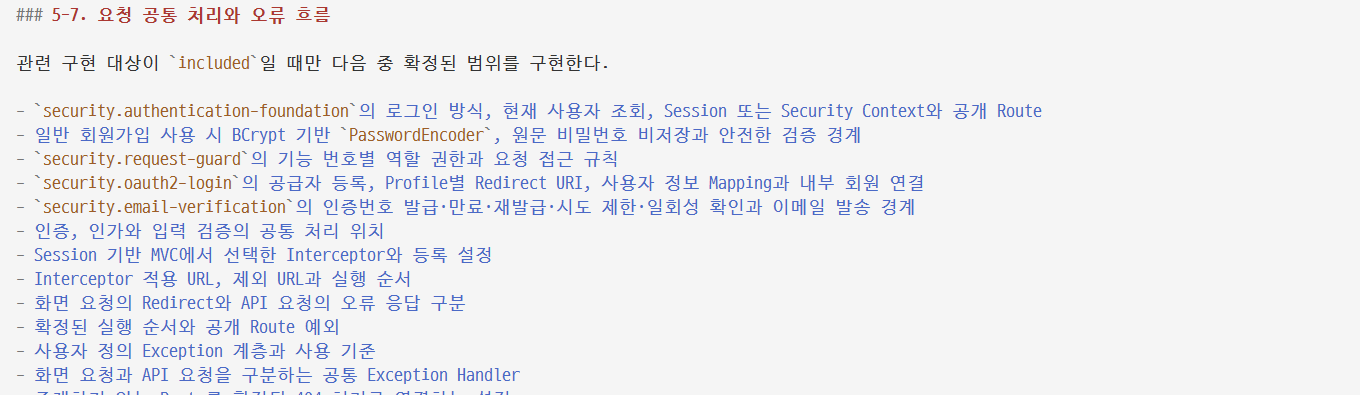 ### 5-7. 요청 공통 처리와 오류 흐름
관련 구현 대상이 `included`일 때만 다음 중 확정된 범위를 구현한다.
- `security.authentication-foundation`의 로그인 방식, 현재 사용자 조회, Session 또는 Security Context와 공개 Route
- 일반 회원가입 사용 시 BCrypt 기반 `PasswordEncoder`, 원문 비밀번호 비저장과 안전한 검증 경계
- `security.request-guard`의 기능 번호별 역할 권한과 요청 접근 규칙
- `security.oauth2-login`의 공급자 등록, Profile별 Redirect URI, 사용자 정보 Mapping과 내부 회원 연결
- `security.email-verification`의 인증번호 발급·만료·재발급·시도 제한·일회성 확인과 이메일 발송 경계
- 인증, 인가와 입력 검증의 공통 처리 위치
- Session 기반 MVC에서 선택한 Interceptor와 등록 설정
- Interceptor 적용 URL, 제외 URL과 실행 순서
- 화면 요청의 Redirect와 API 요청의 오류 응답 구분
- 확정된 실행 순서와 공개 Route 예외
- 사용자 정의 Exception 계층과 사용 기준
- 화면 요청과 API 요청을 구분하는 공통 Exception Handler